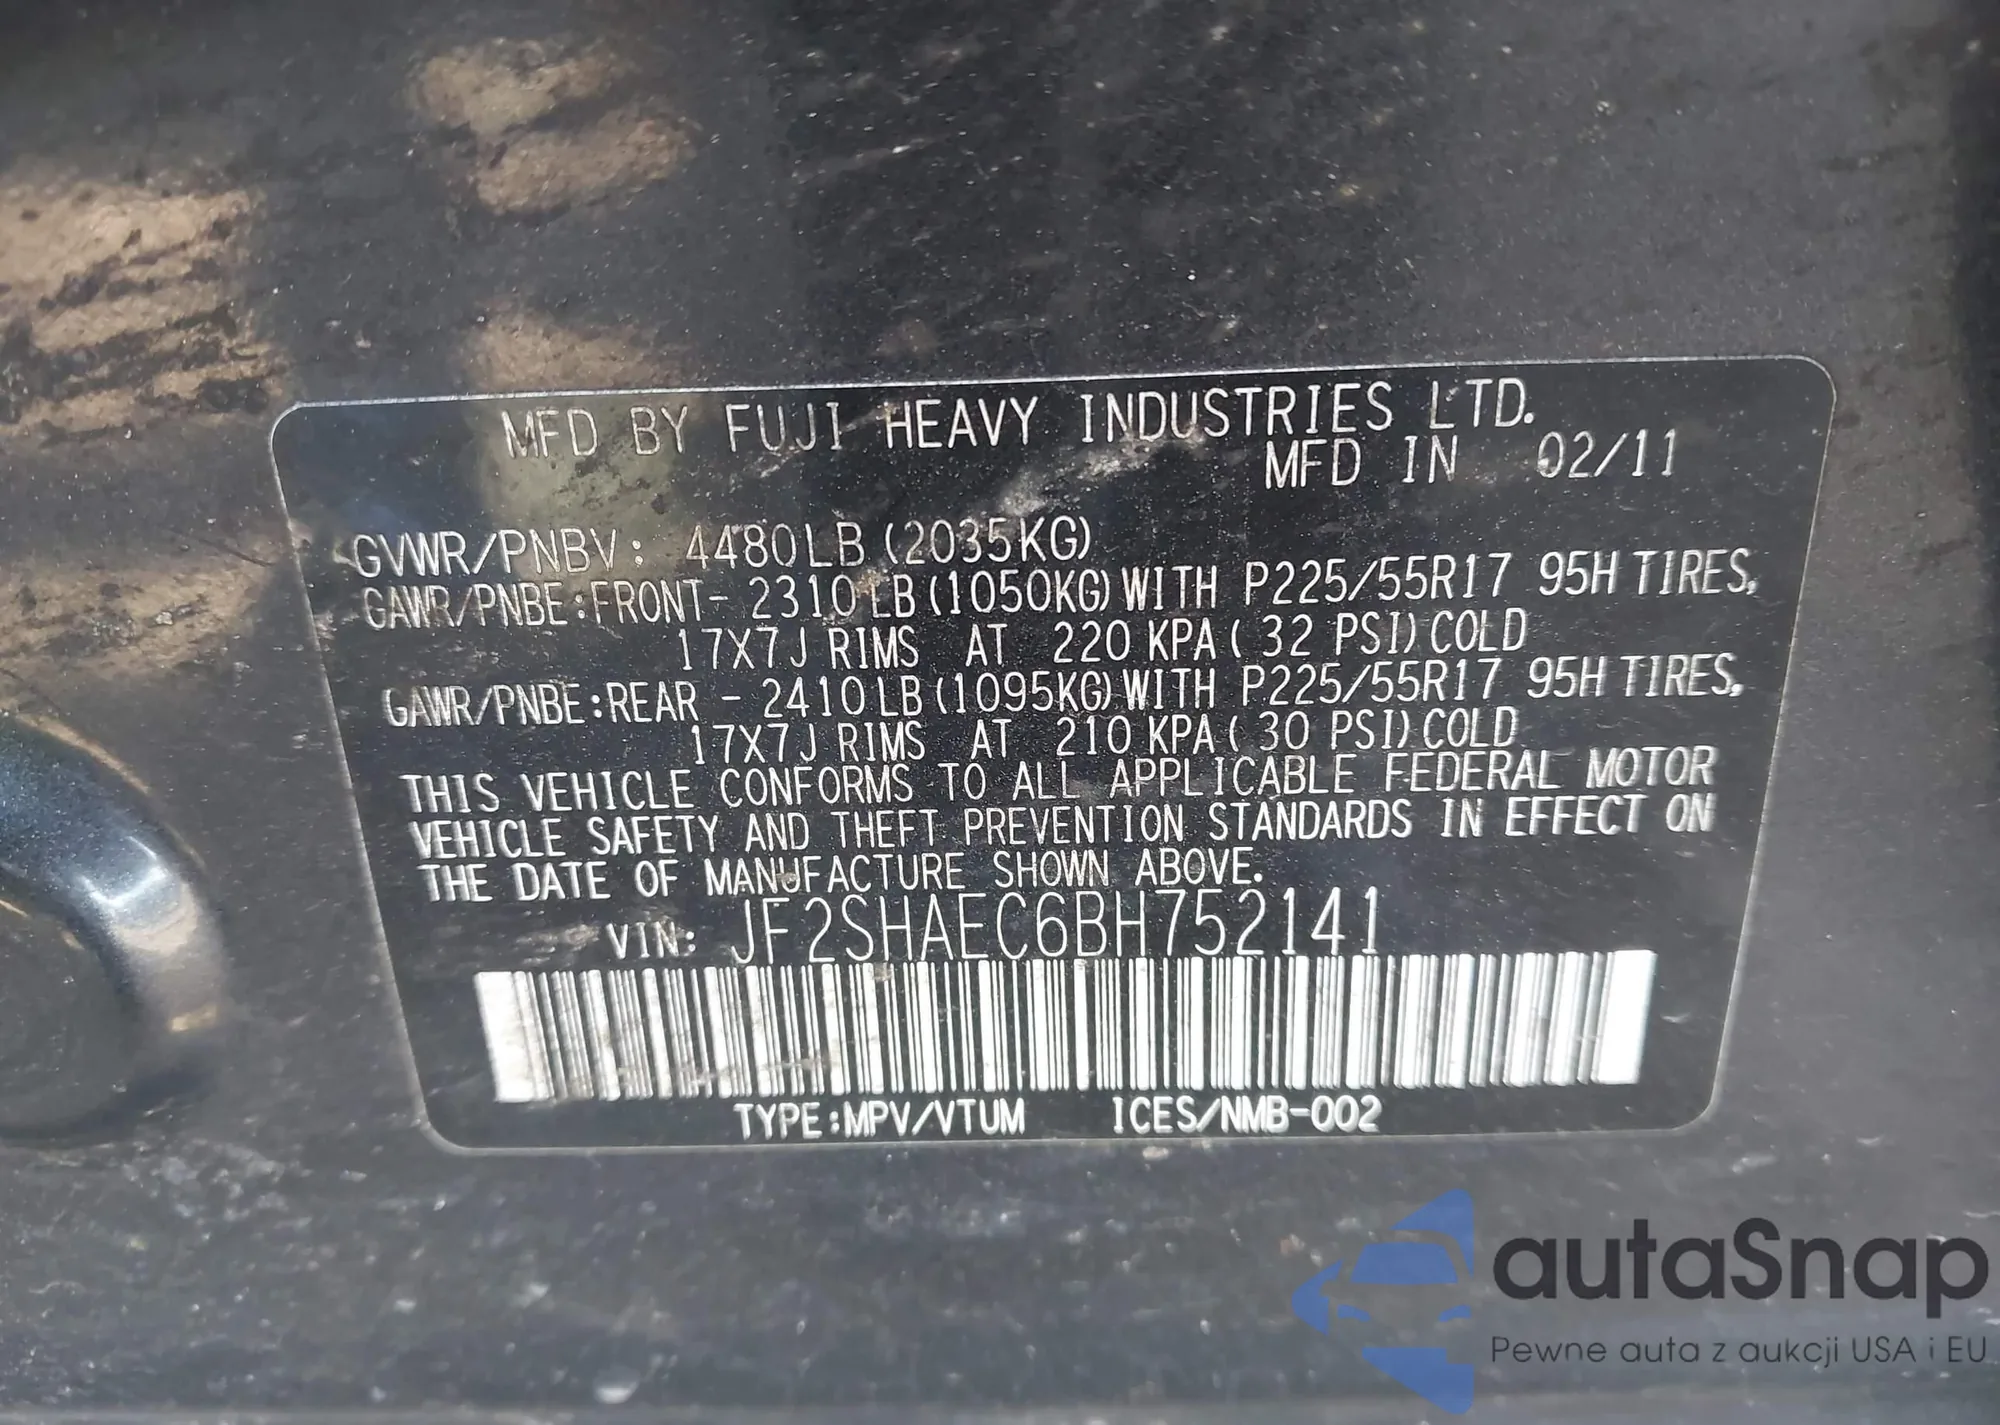 MFD BY FUJI HEAVY INDUSTRIES LTD.
MFD IN 02/11
GVWR/PNBV: 4480LB (2035KG)
GAWR/PNBE:FRONT- 2310LB(1050KG)WITH P225/55R17 95H TIRES,
17X7J RIMS AT 220 KPA( 32 PSI)COLD
GAWR/PNBE:REAR - 2410LB(1095KG)WITH P225/55R17 95H TIRES,
17X7J RIMS AT 210 KPA( 30 PSI)COLD
THIS VEHICLE CONFORMS TO ALL APPLICABLE FEDERAL MOTOR
VEHICLE SAFETY AND THEFT PREVENTION STANDARDS IN EFFECT ON
THE DATE OF MANUFACTURE SHOWN ABOVE.
VIN: JF2SHAEC6BH752141
TYPE:MPV/VTUM ICES/NMB-002
autaSnap
Pewne auta z aukcji USA i EU